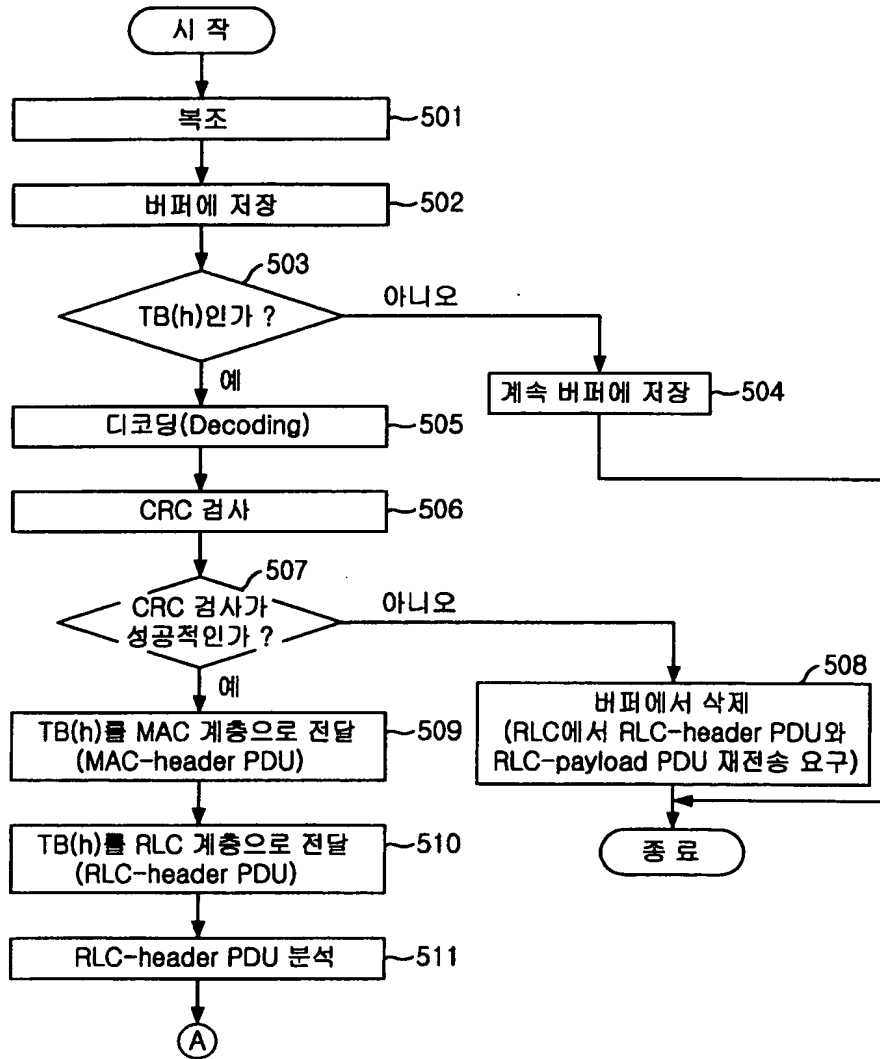 시 작
복조
501
버퍼에 저장
502
503
TB(h)인가 ?
아니오
예
계속 버퍼에 저장
504
디코딩(Decoding)
505
CRC 검사
506
507
CRC 검사가
성공적인가 ?
아니오
예
508
버퍼에서 삭제
(RLC에서 RLC-header PDU와
RLC-payload PDU 재전송 요구)
TB(h)를 MAC 계층으로 전달
(MAC-header PDU)
509
TB(h)를 RLC 계층으로 전달
(RLC-header PDU)
510
종 료
RLC-header PDU 분석
511
A